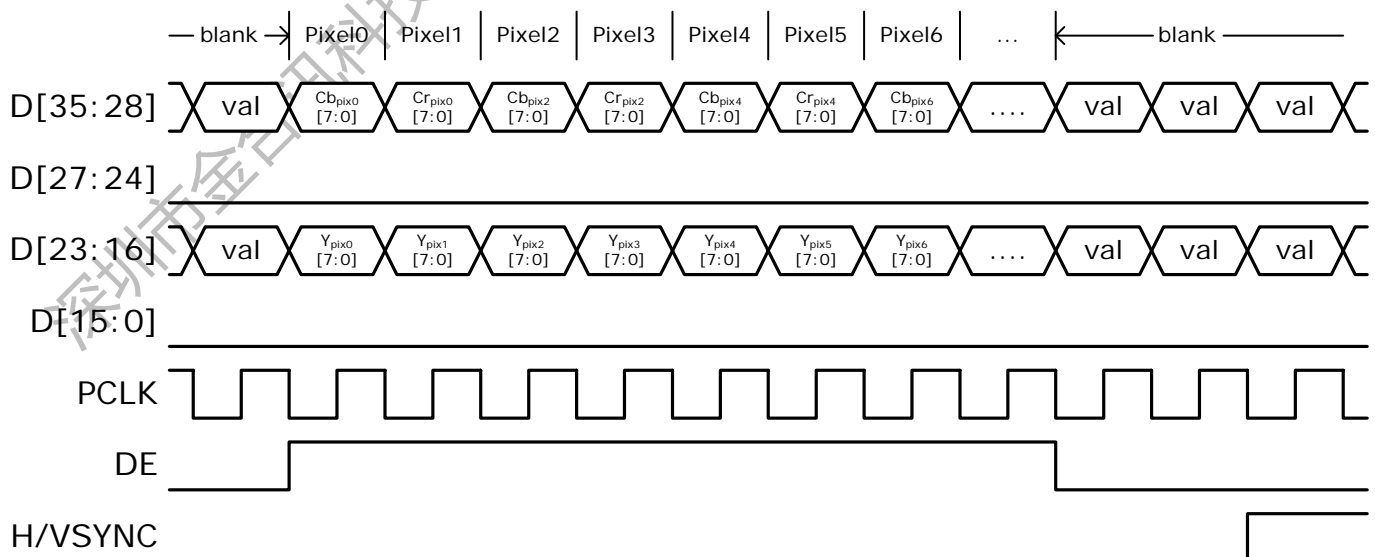 blank Pixel0 Pixel1 Pixel2 Pixel3 Pixel4 Pixel5 Pixel6 ... blank
D[35:28] val Cbpix0 [7:0] Crpix0 [7:0] Cbpix2 [7:0] Crpix2 [7:0] Cbpix4 [7:0] Crpix4 [7:0] Cbpix6 [7:0] .... val val val
D[27:24]
D[23:16] val Ypix0 [7:0] Ypix1 [7:0] Ypix2 [7:0] Ypix3 [7:0] Ypix4 [7:0] Ypix5 [7:0] Ypix6 [7:0] .... val val val
D[15:0]
PCLK
DE
H/VSYNC
深圳市金合讯科技